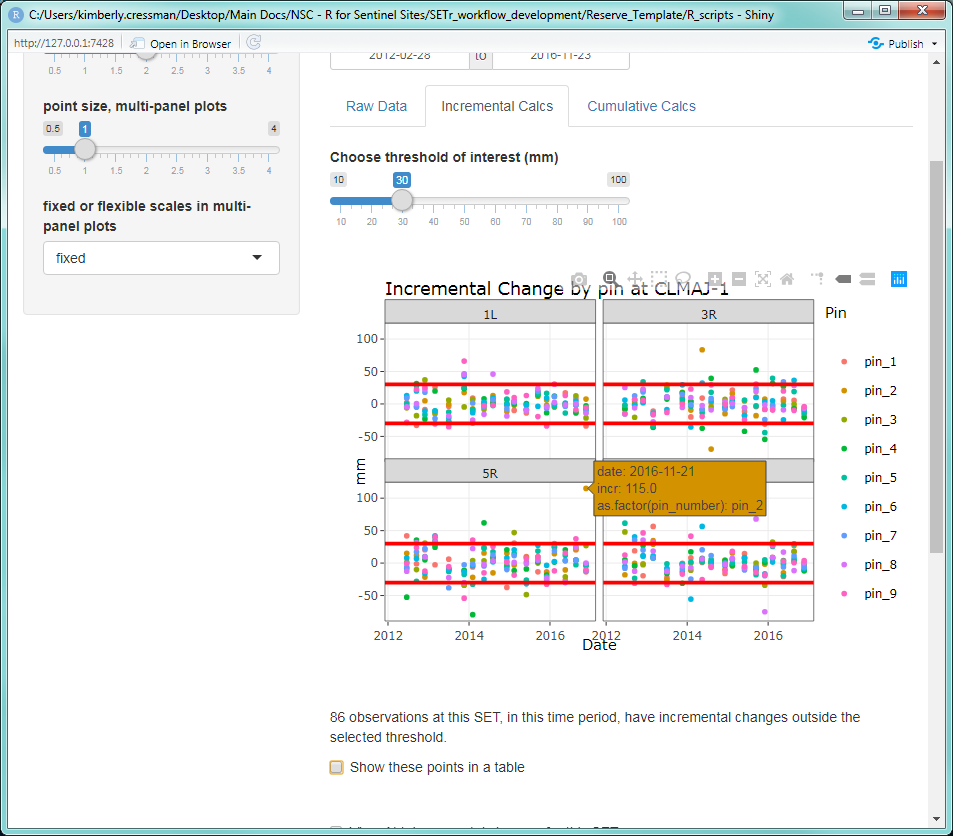 C:/Users/kimberly.cressman/Desktop/Main Docs/NSC - R for Sentinel Sites/SETr_workflow_development/Reserve_Template/R_scripts - Shiny
http://127.0.0.1:7428 Open in Browser Publish
0.5 1 1.5 2 2.5 3 3.5 4
point size, multi-panel plots
0.5 1 4
0.5 1 1.5 2 2.5 3 3.5 4
fixed or flexible scales in multi-
panel plots
fixed
2012-02-28 to 2016-11-23
Raw Data Incremental Calcs Cumulative Calcs
Choose threshold of interest (mm)
10 30 100
10 20 30 40 50 60 70 80 90 100
Incremental Change by pin at CLMAJ-1
1L 3R
100
50
0
-50
mm
5R
100
50
0
-50
date: 2016-11-21
incr: 115.0
as.factor(pin_number): pin_2
2012 2014 2016 2012 2014 2016
Date
Pin
pin_1
pin_2
pin_3
pin_4
pin_5
pin_6
pin_7
pin_8
pin_9
86 observations at this SET, in this time period, have incremental changes outside the
selected threshold.
Show these points in a table